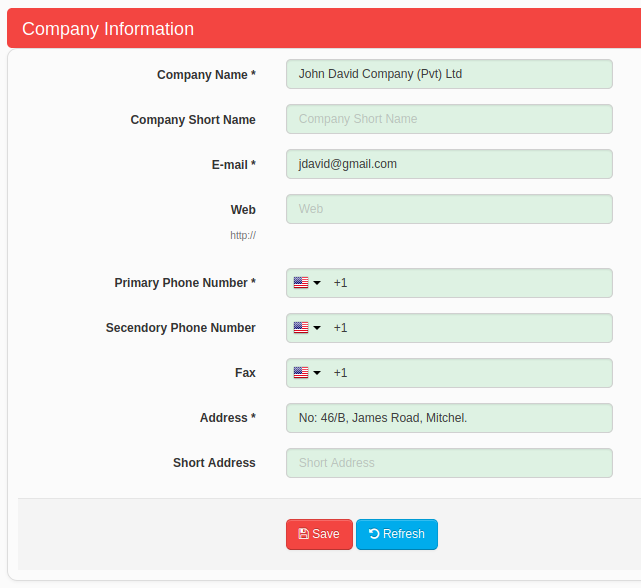 Company Information
Company Name * John David Company (Pvt) Ltd
Company Short Name Company Short Name
E-mail * jdavid@gmail.com
Web Web
http://
Primary Phone Number * +1
Secendory Phone Number +1
Fax +1
Address * No: 46/B, James Road, Mitchel.
Short Address Short Address
Save Refresh